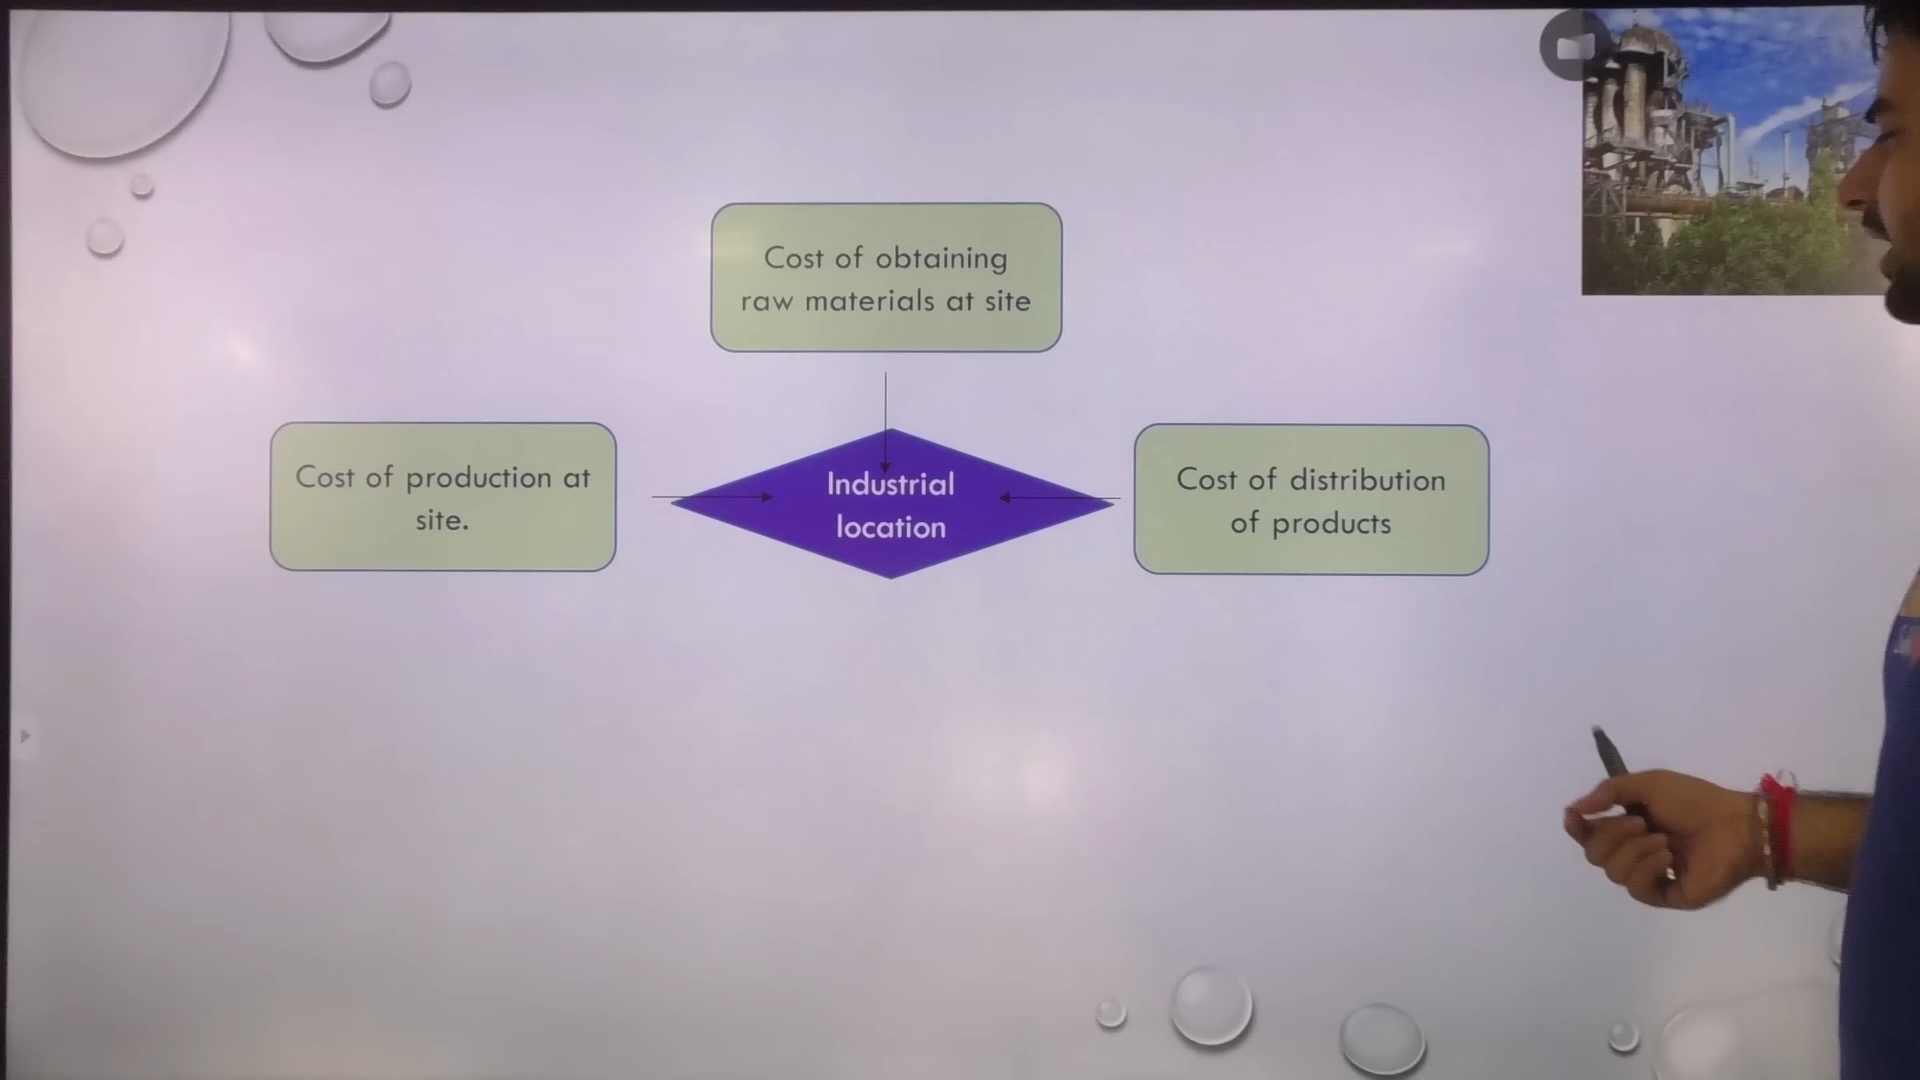 Cost of obtaining
raw materials at site
Cost of production at
site.
Industrial
location
Cost of distribution
of products